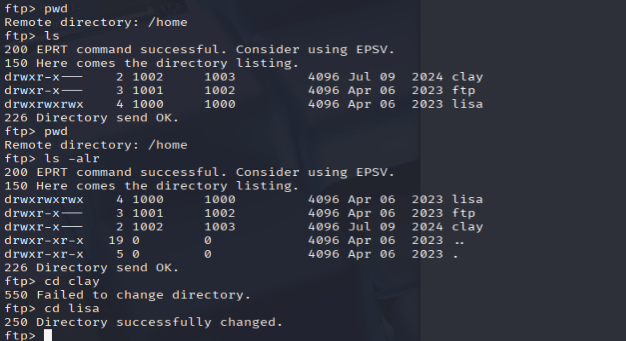 ftp> pwd
Remote directory: /home
ftp> ls
200 EPRT command successful. Consider using EPSV.
150 Here comes the directory listing.
drwxr-x---    2 1002     1003         4096 Jul 09  2024 clay
drwxr-x---    3 1001     1002         4096 Apr 06  2023 ftp
drwxrwxrwx    4 1000     1000         4096 Apr 06  2023 lisa
226 Directory send OK.
ftp> pwd
Remote directory: /home
ftp> ls -alr
200 EPRT command successful. Consider using EPSV.
150 Here comes the directory listing.
drwxrwxrwx    4 1000     1000         4096 Apr 06  2023 lisa
drwxr-x---    3 1001     1002         4096 Apr 06  2023 ftp
drwxr-x---    2 1002     1003         4096 Jul 09  2024 clay
drwxr-xr-x   19 0        0            4096 Apr 06  2023 ..
drwxr-xr-x    5 0        0            4096 Apr 06  2023 .
226 Directory send OK.
ftp> cd clay
550 Failed to change directory.
ftp> cd lisa
250 Directory successfully changed.
ftp>